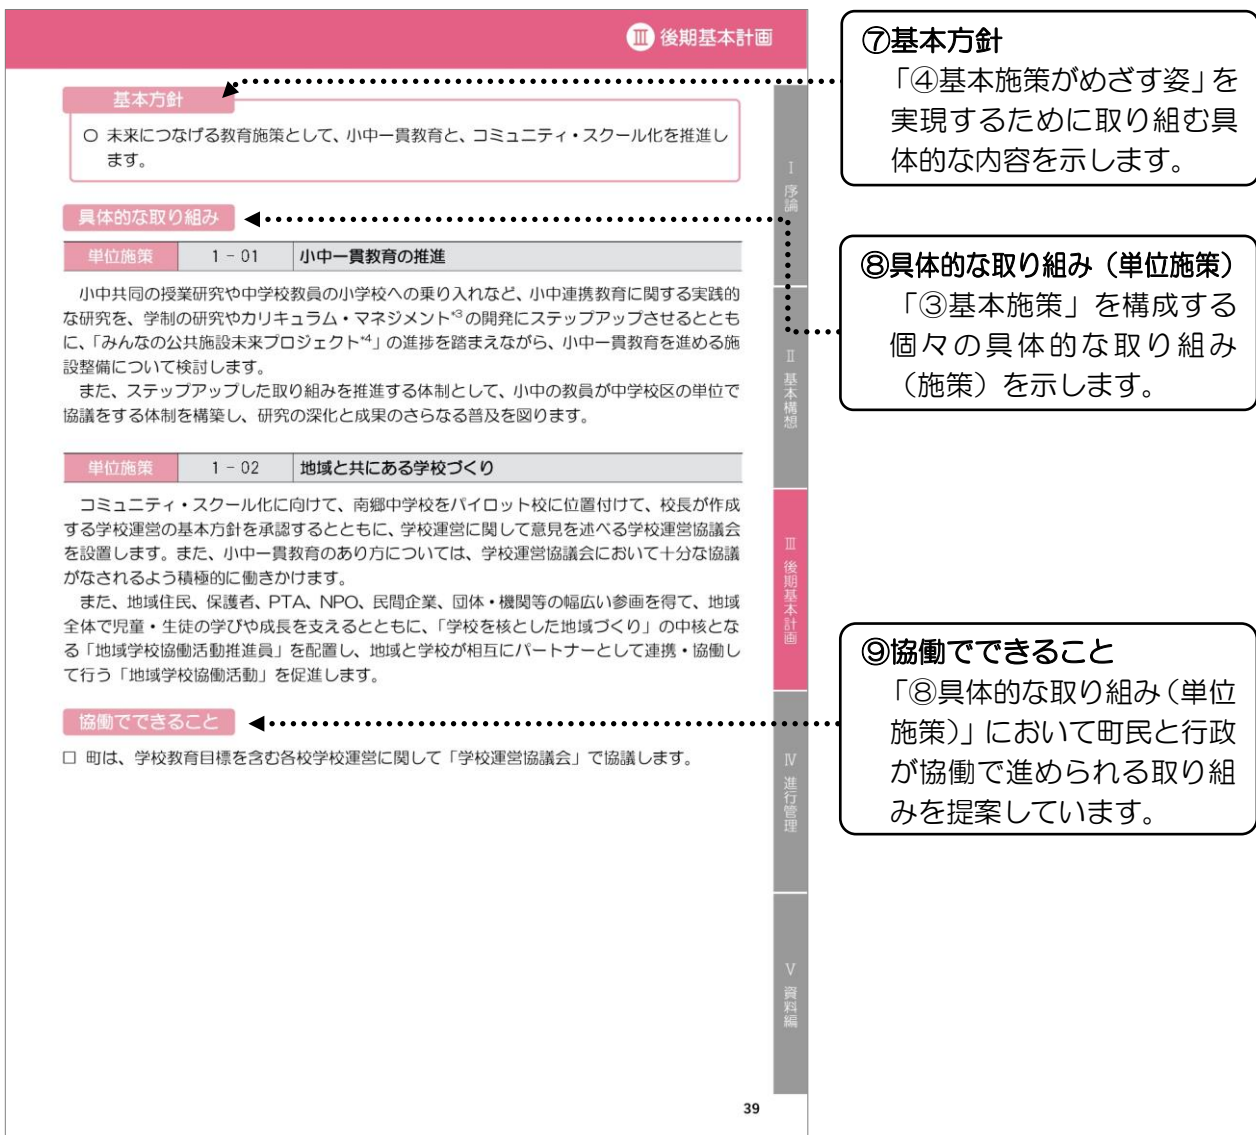 Ⅲ 後期基本計画
基本方針
○ 未来につなげる教育施策として、小中一貫教育と、コミュニティ・スクール化を推進し
ます。
具体的な取り組み
単位施策 1－01 小中一貫教育の推進
小中共同の授業研究や中学校教員の小学校への乗り入れなど、小中連携教育に関する実践的
な研究を、学制の研究やカリキュラム・マネジメント*3の開発にステップアップさせるととも
に、「みんなの公共施設未来プロジェクト*4」の進捗を踏まえながら、小中一貫教育を進める施
設整備について検討します。
また、ステップアップした取り組みを推進する体制として、小中の教員が中学校区の単位で
協議をする体制を構築し、研究の深化と成果のさらなる普及を図ります。
単位施策 1－02 地域と共にある学校づくり
コミュニティ・スクール化に向けて、南郷中学校をパイロット校に位置付けて、校長が作成
する学校運営の基本方針を承認するとともに、学校運営に関して意見を述べる学校運営協議会
を設置します。また、小中一貫教育のあり方については、学校運営協議会において十分な協議
がなされるよう積極的に働きかけます。
また、地域住民、保護者、PTA、NPO、民間企業、団体・機関等の幅広い参画を得て、地域
全体で児童・生徒の学びや成長を支えるとともに、「学校を核とした地域づくり」の中核とな
る「地域学校協働活動推進員」を配置し、地域と学校が相互にパートナーとして連携・協働し
て行う「地域学校協働活動」を促進します。
協働でできること
□ 町は、学校教育目標を含む各校学校運営に関して「学校運営協議会」で協議します。
Ⅰ 序論
Ⅱ 基本構想
Ⅲ 後期基本計画
Ⅳ 進行管理
Ⅴ 資料編
39
⑦基本方針
「④基本施策がめざす姿」を
実現するために取り組む具
体的な内容を示します。
⑧具体的な取り組み（単位施策）
「③基本施策」を構成する
個々の具体的な取り組み
（施策）を示します。
⑨協働でできること
「⑧具体的な取り組み（単位
施策）」において町民と行政
が協働で進められる取り組
みを提案しています。